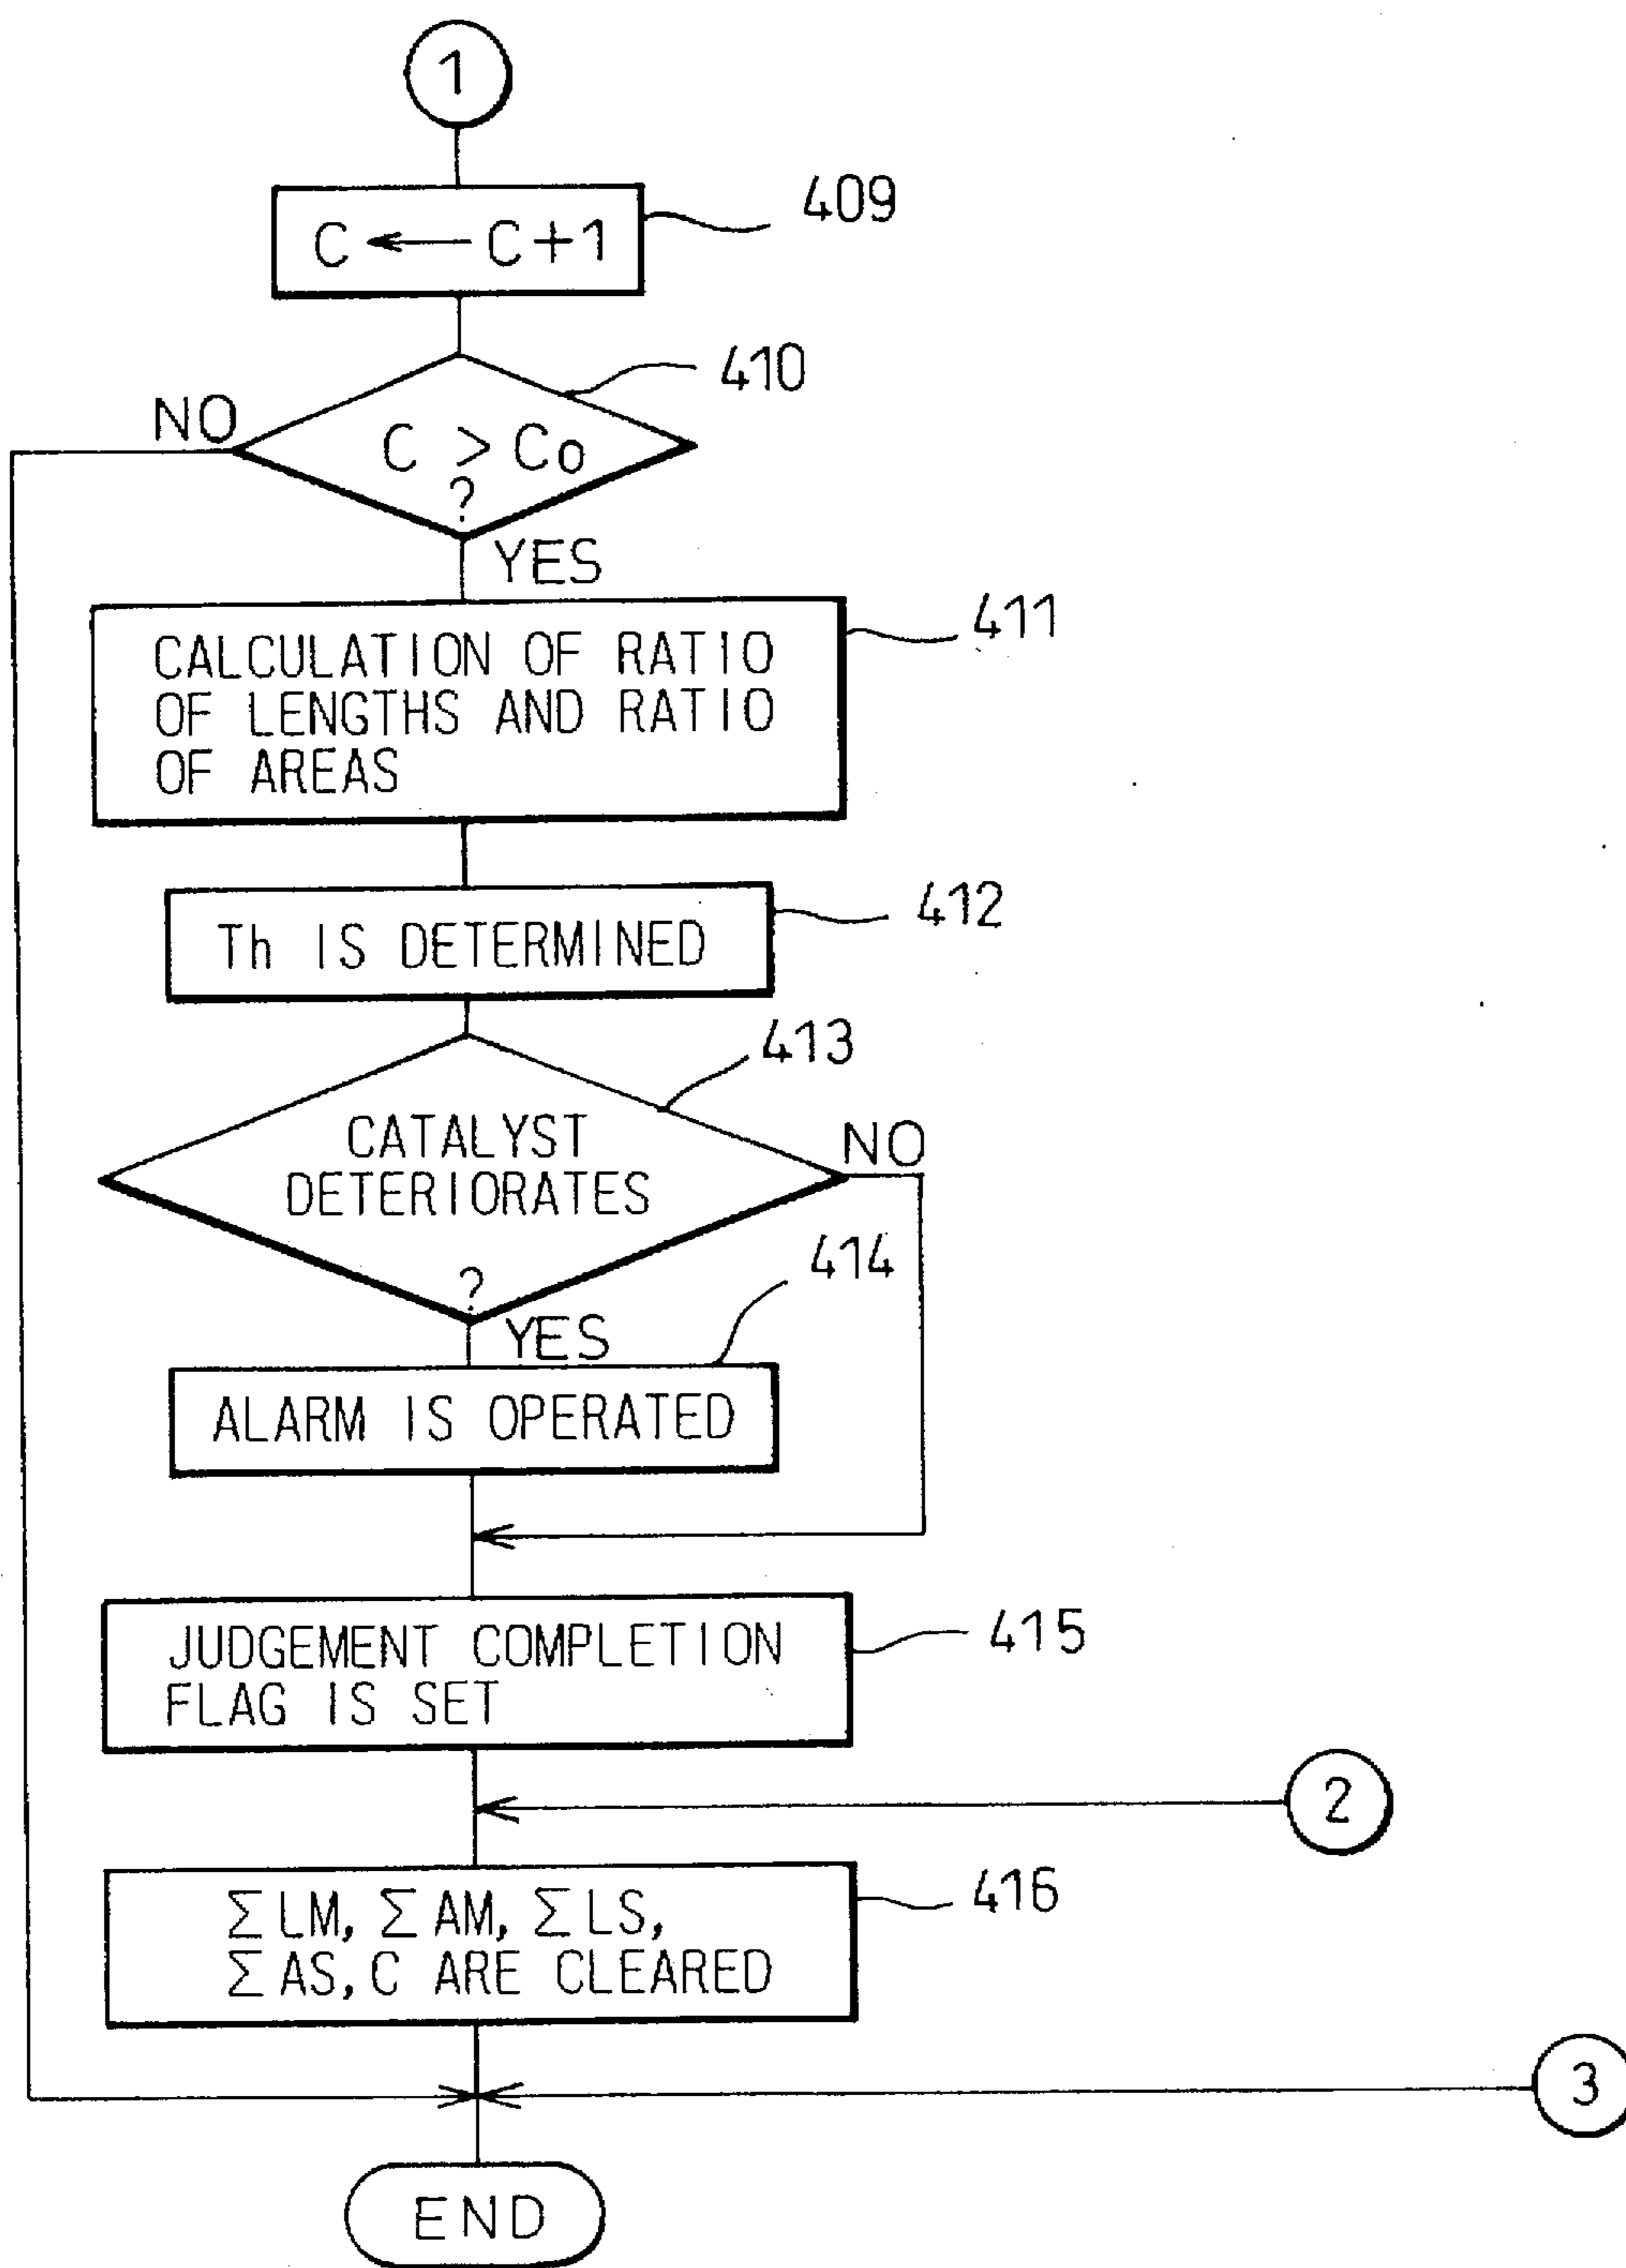 1
409
C ← C+1
410
NO
C > Co
?
YES
411
CALCULATION OF RATIO
OF LENGTHS AND RATIO
OF AREAS
412
Th IS DETERMINED
413
CATALYST
DETERIORATES
?
NO
YES
414
ALARM IS OPERATED
415
JUDGEMENT COMPLETION
FLAG IS SET
2
416
ΣLM, ΣAM, ΣLS,
ΣAS, C ARE CLEARED
3
END